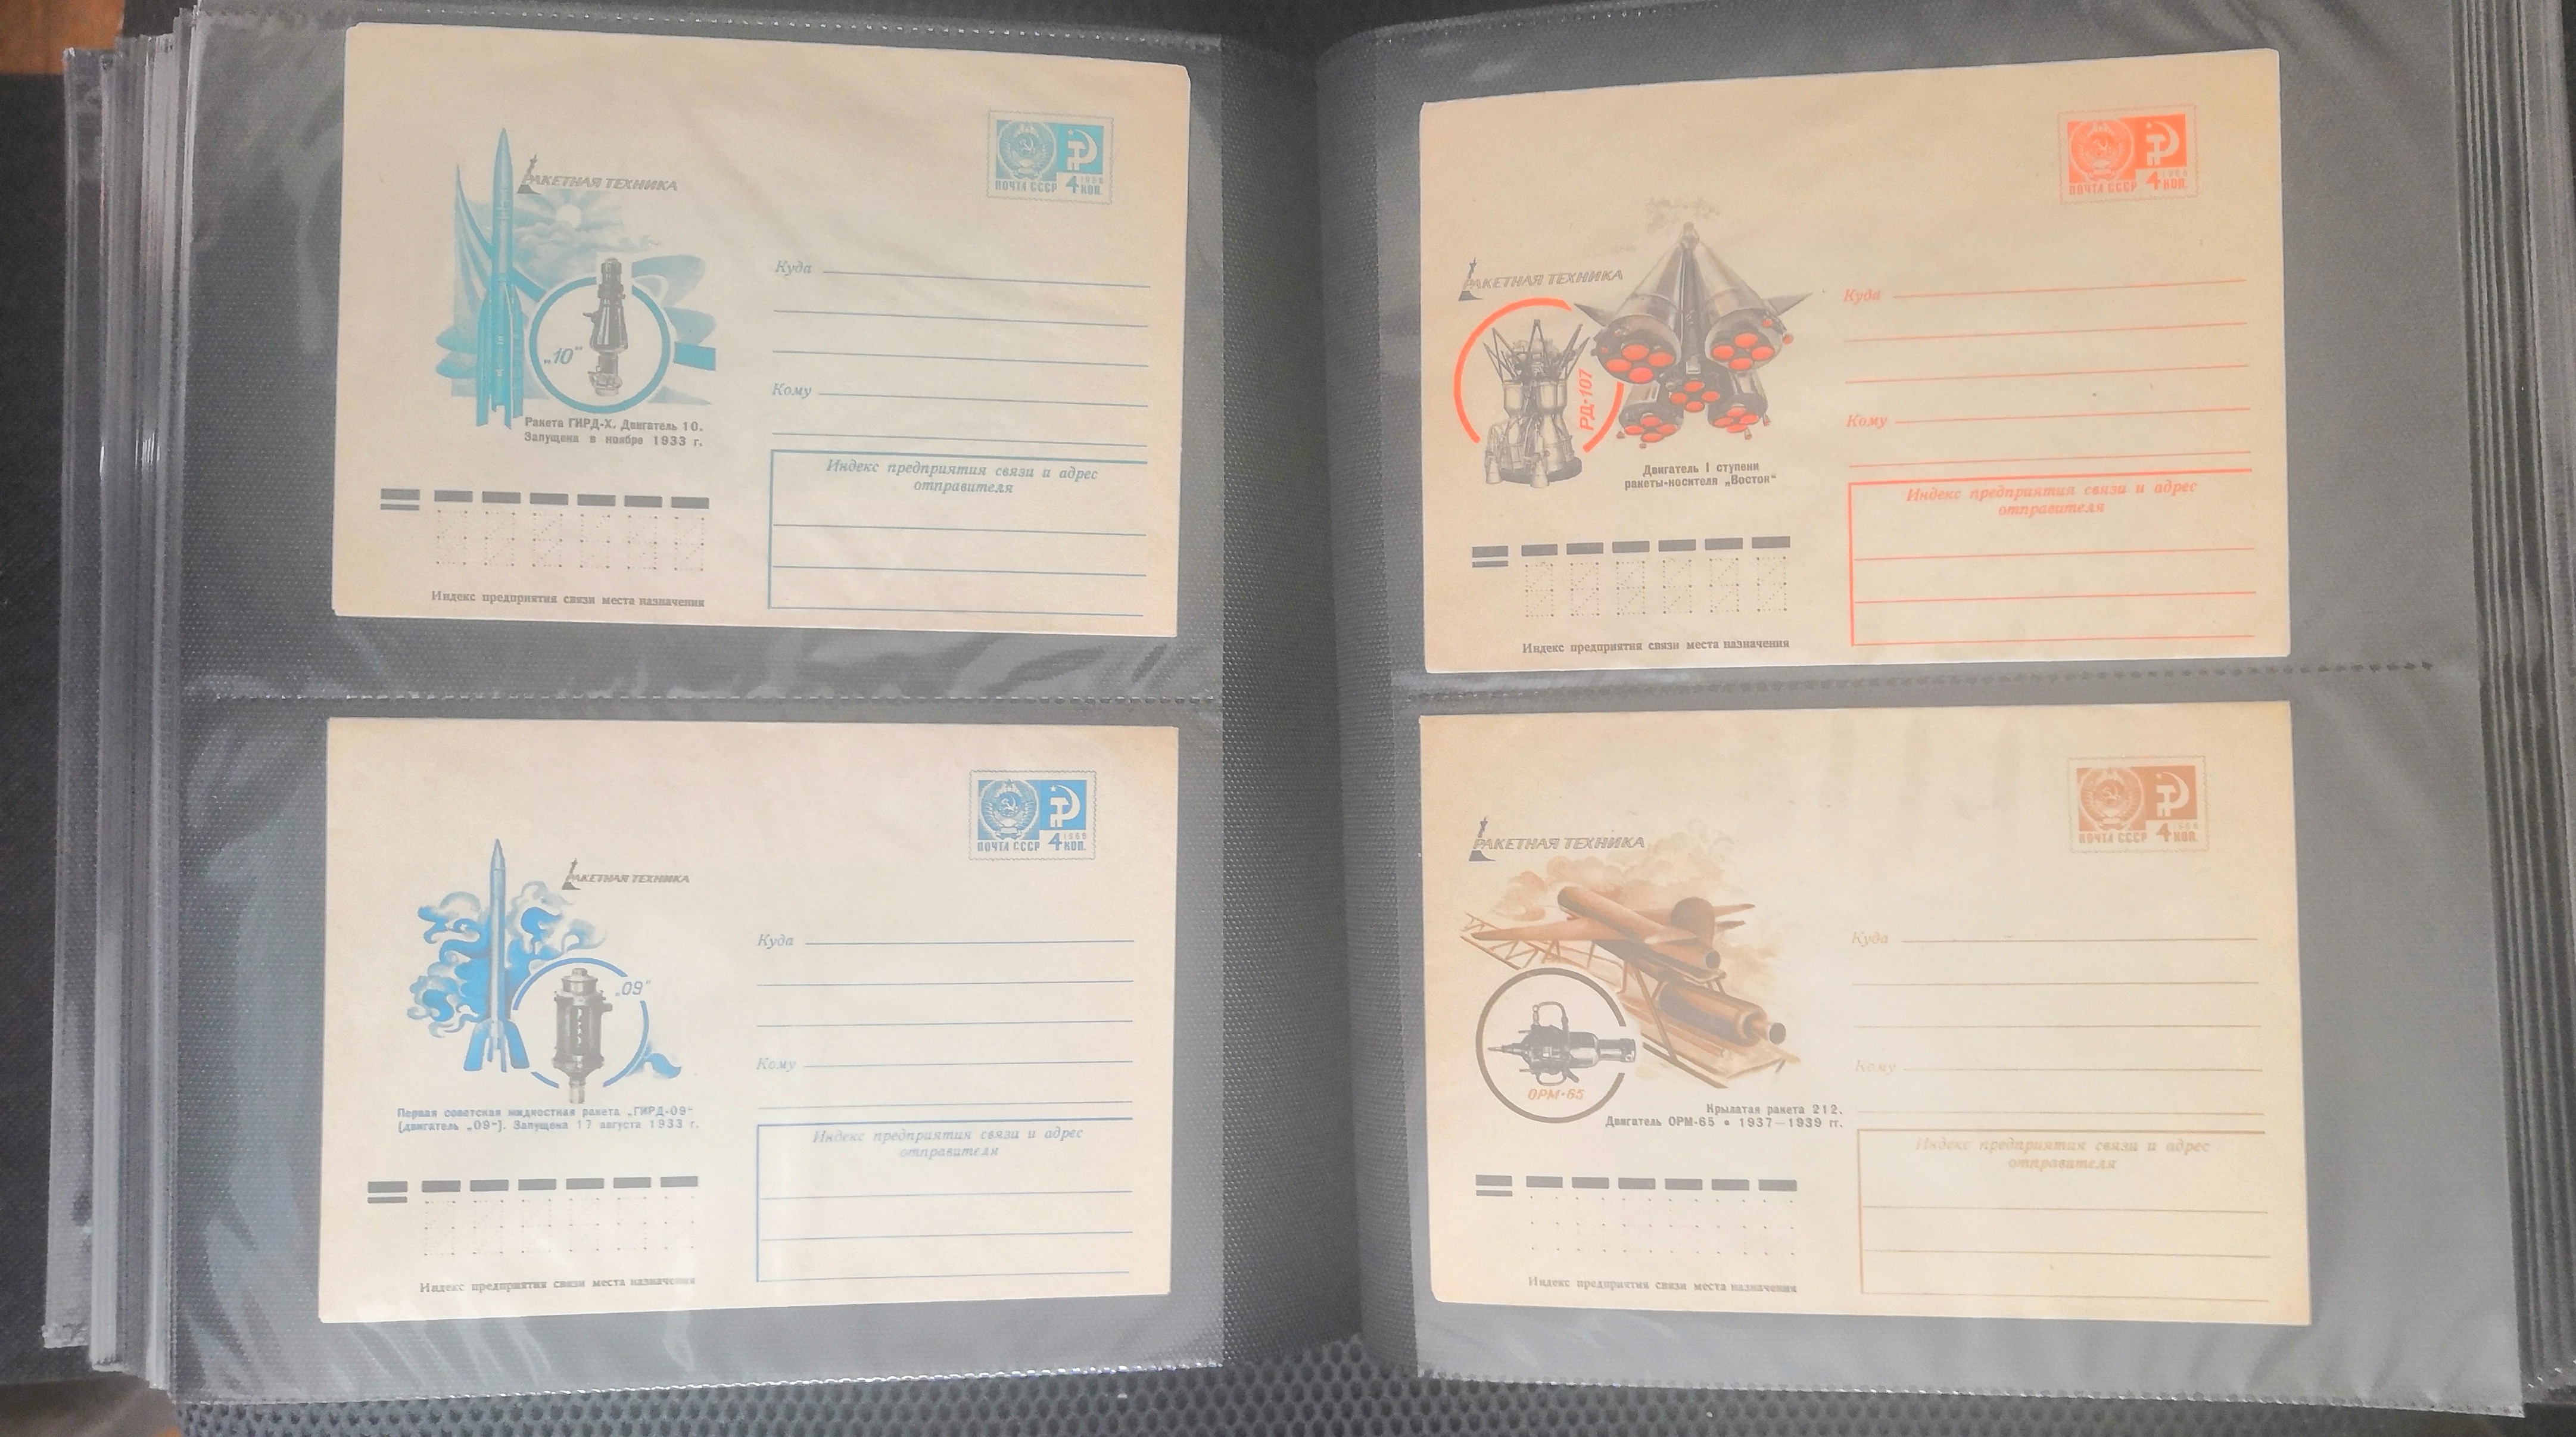 РАКЕТНАЯ ТЕХНИКА
„10“
Ракета ГИРД-Х. Двигатель 10.
Запущена в ноябре 1933 г.
ПОЧТА СССР 4 КОП.
1966
Куда
Кому
Индекс предприятия связи и адрес
отправителя
Индекс предприятия связи места назначения
РАКЕТНАЯ ТЕХНИКА
„09“
Первая советская жидкостная ракета „ГИРД-09“
(двигатель „09“). Запущена 17 августа 1933 г.
ПОЧТА СССР 4 КОП.
1969
Куда
Кому
Индекс предприятия связи и адрес
отправителя
Индекс предприятия связи места назначения
РАКЕТНАЯ ТЕХНИКА
РД-107
Двигатель I ступени
ракеты-носителя „Восток“
ПОЧТА СССР 4 КОП.
Куда
Кому
Индекс предприятия связи и адрес
отправителя
Индекс предприятия связи места назначения
РАКЕТНАЯ ТЕХНИКА
ОРМ-65
Крылатая ракета 212.
Двигатель ОРМ-65 • 1937—1939 гг.
ПОЧТА СССР 4 КОП.
Куда
Кому
Индекс предприятия связи и адрес
отправителя
Индекс предприятия связи места назначения